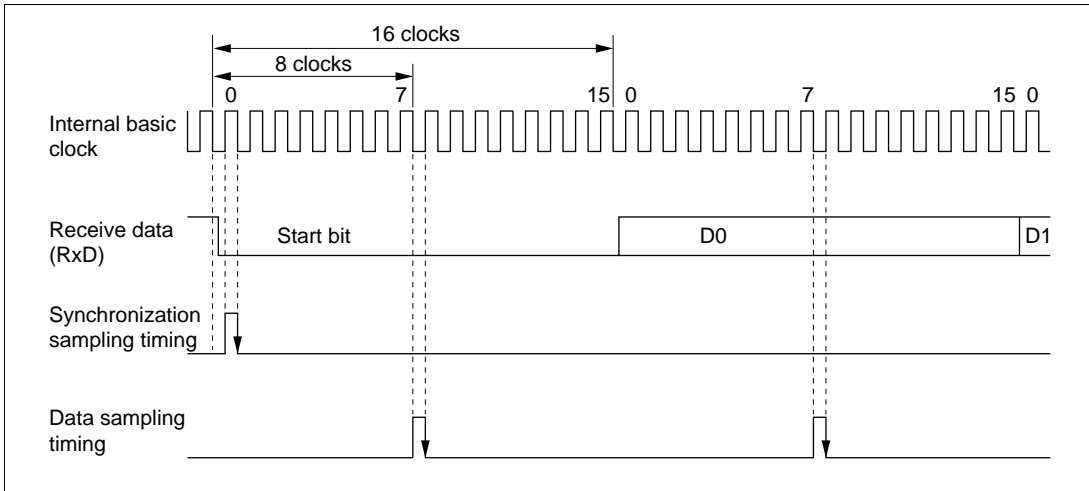 16 clocks
8 clocks
0 7 15 0 7 15 0
Internal basic
clock
Receive data
(RxD)
Start bit D0 D1
Synchronization
sampling timing
Data sampling
timing